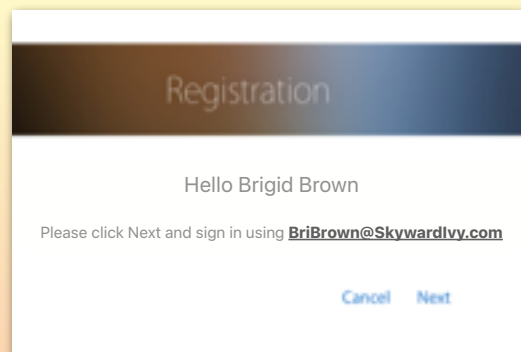 Registration
Hello Brigid Brown
Please click Next and sign in using BriBrown@SkywardIvy.com
Cancel Next